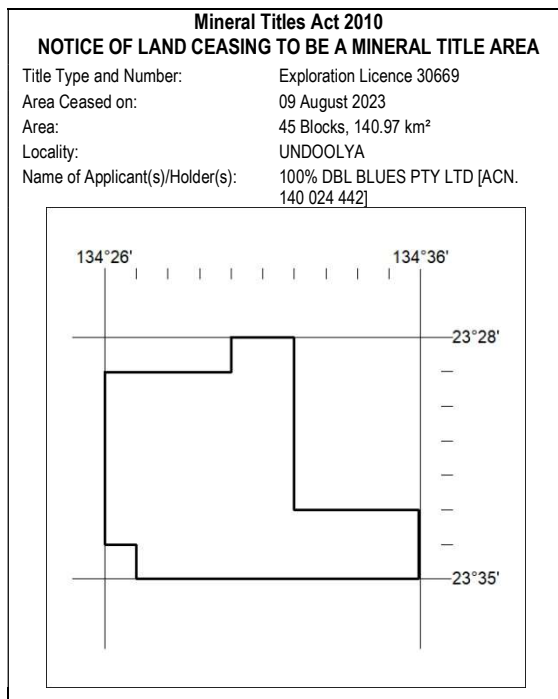 Mineral Titles Act 2010
NOTICE OF LAND CEASING TO BE A MINERAL TITLE AREA
Title Type and Number: Exploration Licence 30669
Area Ceased on: 09 August 2023
Area: 45 Blocks, 140.97 km²
Locality: UNDOOLYA
Name of Applicant(s)/Holder(s): 100% DBL BLUES PTY LTD [ACN.
140 024 442]
134°26' 134°36'
23°28'
23°35'